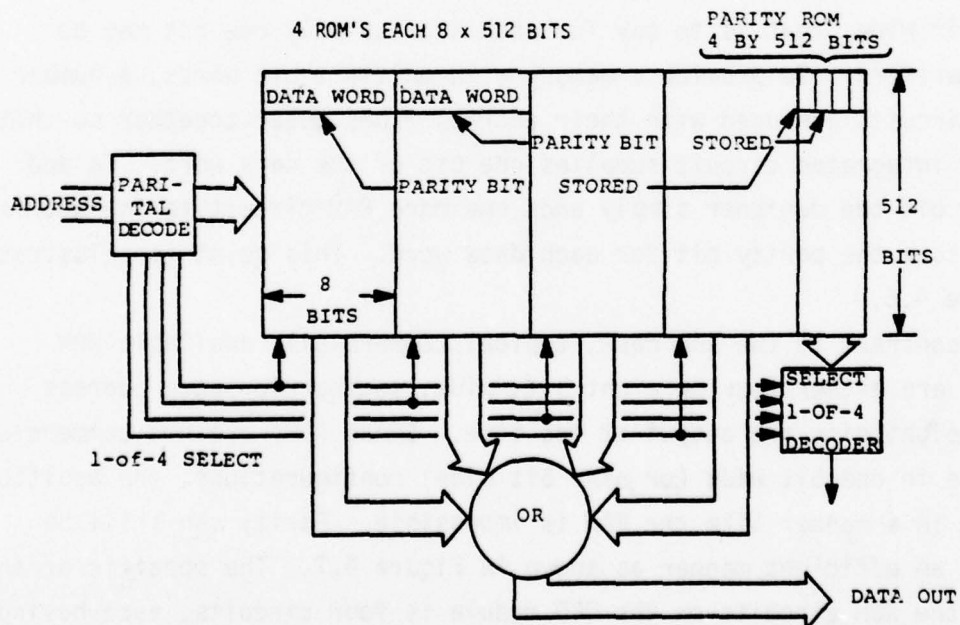 4 ROM'S EACH 8 x 512 BITS
PARITY ROM
4 BY 512 BITS
DATA WORD
DATA WORD
PARITY BIT
STORED
PARITY BIT
STORED
ADDRESS
PARI-
TAL
DECODE
512
BITS
8
BITS
SELECT
1-OF-4
DECODER
1-of-4 SELECT
OR
DATA OUT